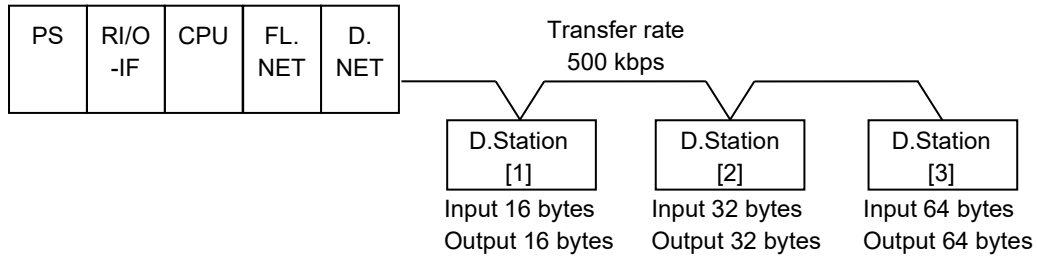 PS
RI/O
-IF
CPU
FL.
NET
D.
NET
Transfer rate
500 kbps
D.Station
[1]
D.Station
[2]
D.Station
[3]
Input 16 bytes
Output 16 bytes
Input 32 bytes
Output 32 bytes
Input 64 bytes
Output 64 bytes